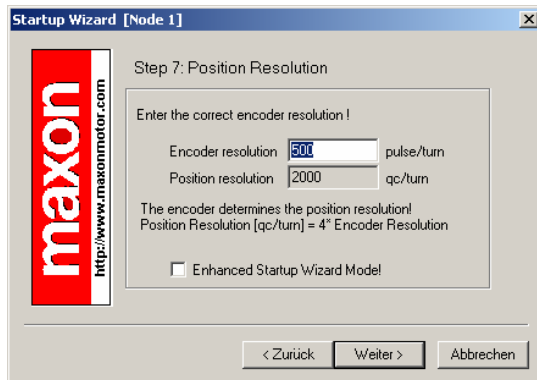 Startup Wizard [Node 1]
maxon
http://www.maxonmotor.com
Step 7: Position Resolution
Enter the correct encoder resolution !
Encoder resolution 500 pulse/turn
Position resolution 2000 qc/turn
The encoder determines the position resolution!
Position Resolution [qc/turn] = 4* Encoder Resolution
Enhanced Startup Wizard Mode!
< Zurück Weiter > Abbrechen